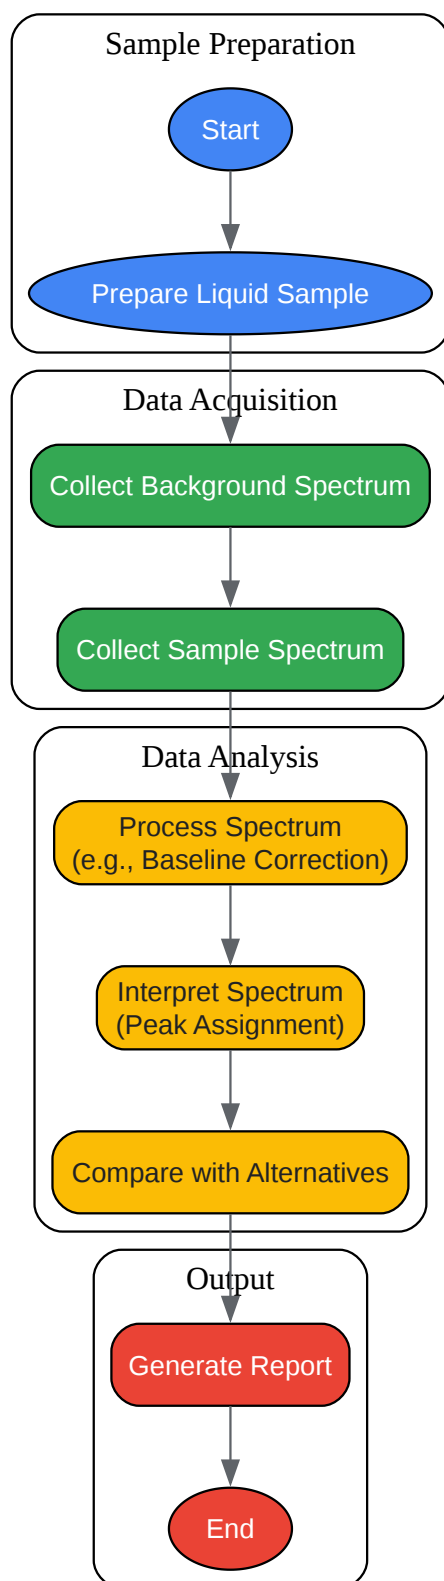 Sample Preparation
Start
Prepare Liquid Sample
Data Acquisition
Collect Background Spectrum
Collect Sample Spectrum
Data Analysis
Process Spectrum
(e.g., Baseline Correction)
Interpret Spectrum
(Peak Assignment)
Compare with Alternatives
Output
Generate Report
End